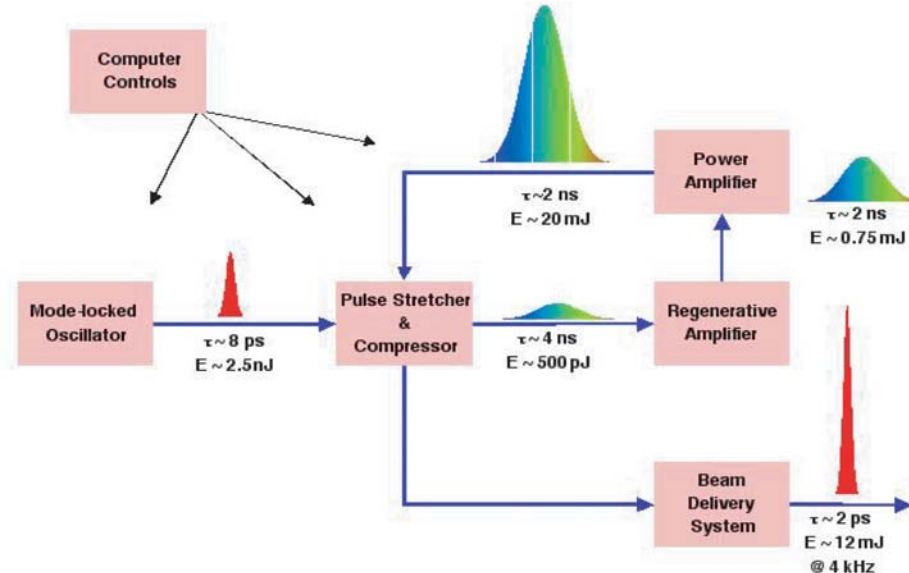 Computer
Controls
τ~2 ns
E ~ 20 mJ
Power
Amplifier
τ~2 ns
E ~ 0.75 mJ
Mode-locked
Oscillator
τ~8 ps
E ~ 2.5nJ
Pulse Stretcher
&
Compressor
τ~4 ns
E ~ 500 pJ
Regenerative
Amplifier
Beam
Delivery
System
τ~2 ps
E ~ 12 mJ
@ 4 kHz